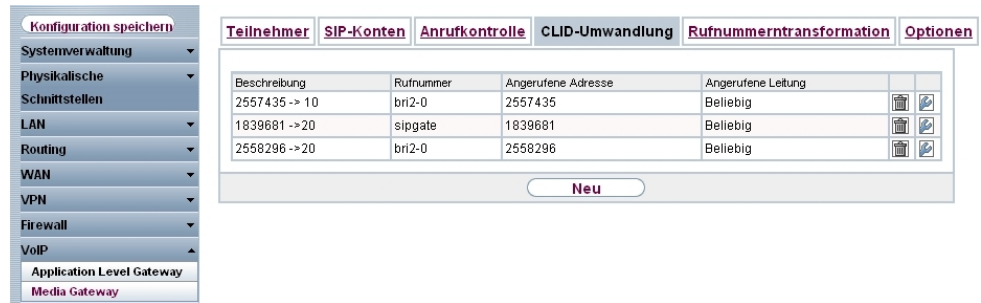 Konfiguration speichern
Systemverwaltung
Physikalische
Schnittstellen
LAN
Routing
WAN
VPN
Firewall
VoIP
Application Level Gateway
Media Gateway
Teilnehmer SIP-Konten Anrufkontrolle CLID-Umwandlung Rufnummerntransformation Optionen
Beschreibung Rufnummer Angerufene Adresse Angerufene Leitung
2557435 -> 10 bri2-0 2557435 Beliebig
1839681 ->20 sipgate 1839681 Beliebig
2558296 ->20 bri2-0 2558296 Beliebig
Neu